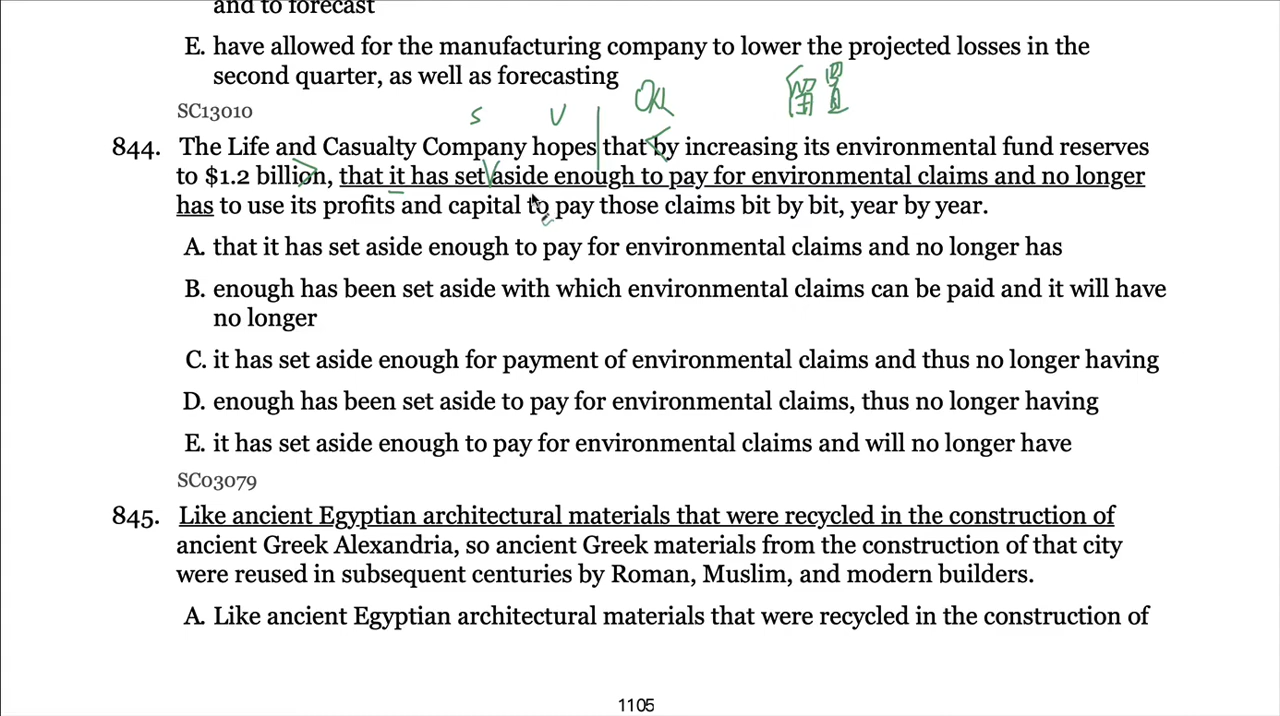 and to forecast
E. have allowed for the manufacturing company to lower the projected losses in the
second quarter, as well as forecasting
SC13010
S V OK 留置
844. The Life and Casualty Company hopes that by increasing its environmental fund reserves
to $1.2 billion, that it has set aside enough to pay for environmental claims and no longer
has to use its profits and capital to pay those claims bit by bit, year by year.
A. that it has set aside enough to pay for environmental claims and no longer has
B. enough has been set aside with which environmental claims can be paid and it will have
no longer
C. it has set aside enough for payment of environmental claims and thus no longer having
D. enough has been set aside to pay for environmental claims, thus no longer having
E. it has set aside enough to pay for environmental claims and will no longer have
SC03079
845. Like ancient Egyptian architectural materials that were recycled in the construction of
ancient Greek Alexandria, so ancient Greek materials from the construction of that city
were reused in subsequent centuries by Roman, Muslim, and modern builders.
A. Like ancient Egyptian architectural materials that were recycled in the construction of
1105